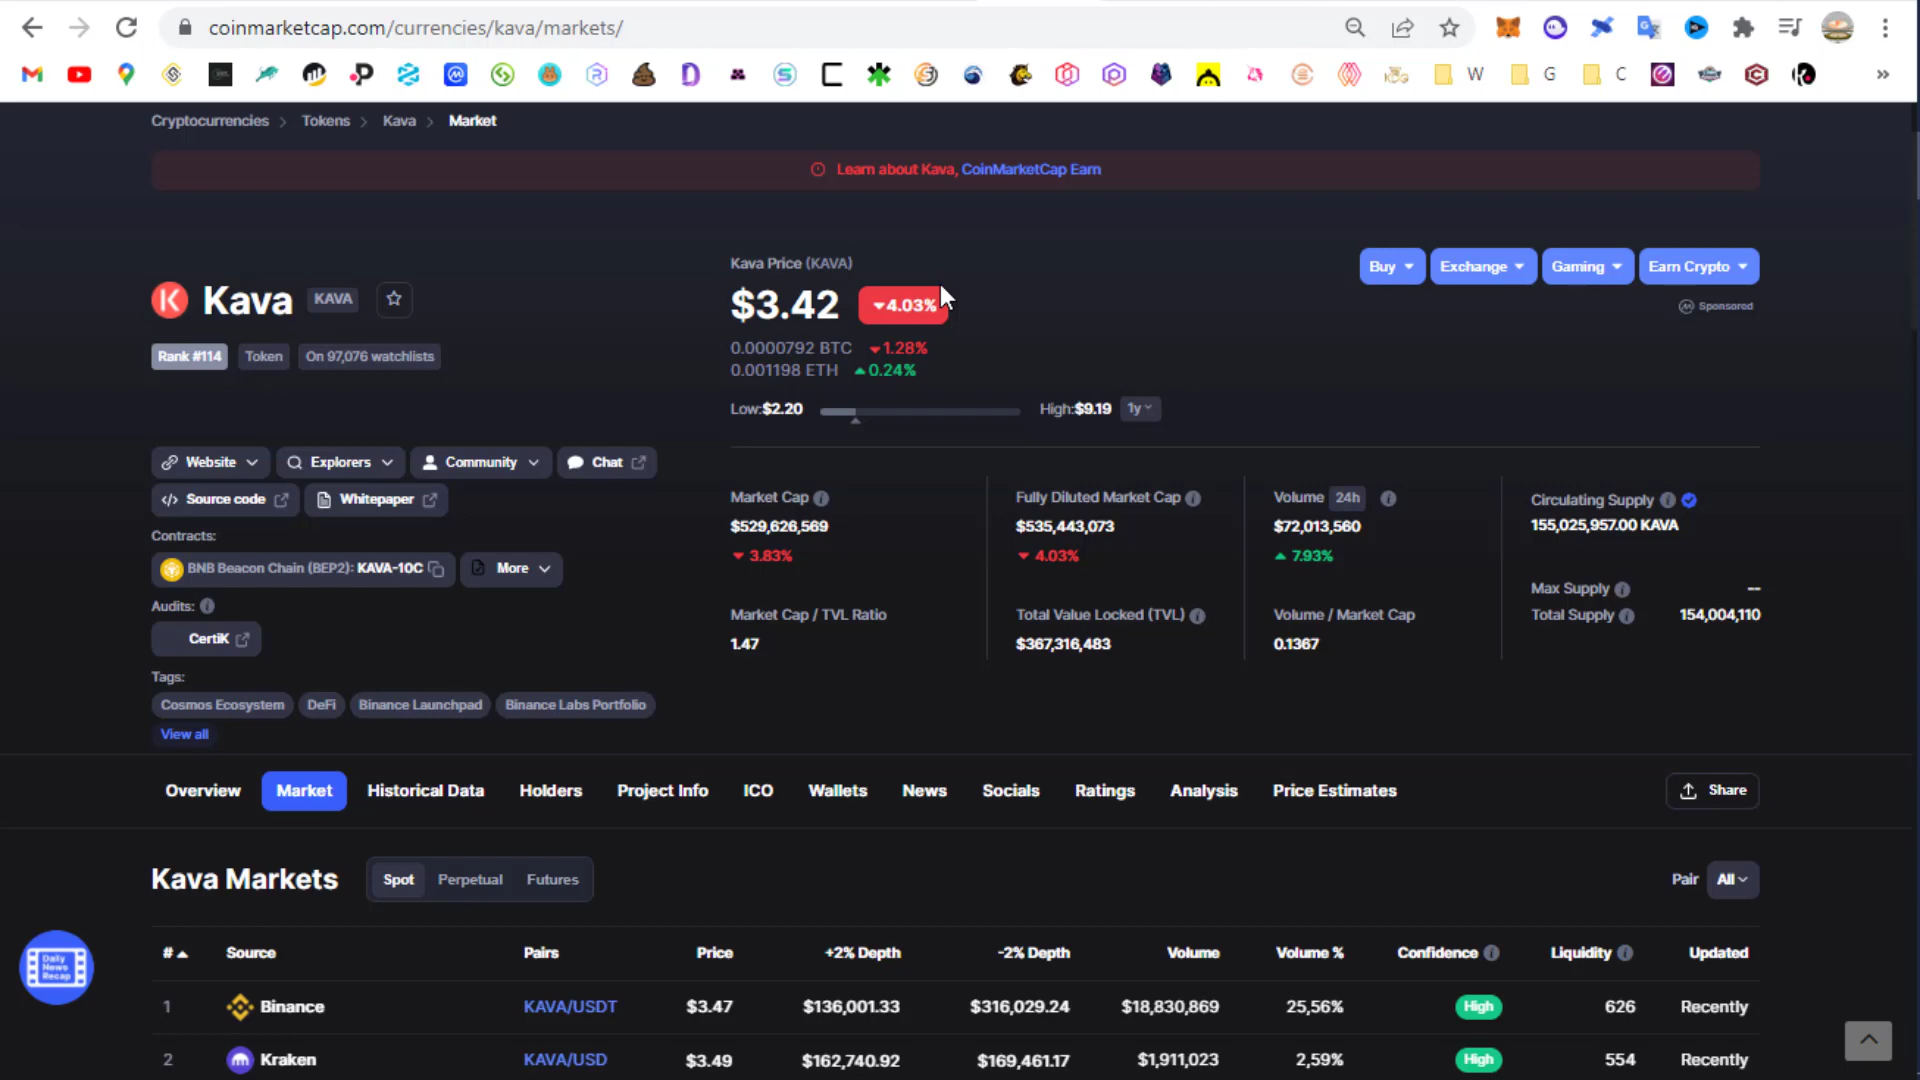 coinmarketcap.com/currencies/kava/markets/
W G C »
Cryptocurrencies > Tokens > Kava > Market
Learn about Kava, CoinMarketCap Earn
Kava Price (KAVA)
Buy Exchange Gaming Earn Crypto
Kava KAVA
$3.42 4.03%
Sponsored
Rank #114 Token On 97,076 watchlists
0.0000792 BTC 1.28%
0.001198 ETH 0.24%
Low:$2.20 High:$9.19 1y
Website Explorers Community Chat
Source code Whitepaper
Contracts:
BNB Beacon Chain (BEP2): KAVA-10C More
Audits:
CertiK
Tags:
Cosmos Ecosystem DeFi Binance Launchpad Binance Labs Portfolio
View all
Market Cap
$529,626,569
3.83%
Market Cap / TVL Ratio
1.47
Fully Diluted Market Cap
$535,443,073
4.03%
Total Value Locked (TVL)
$367,316,483
Volume 24h
$72,013,560
7.93%
Volume / Market Cap
0.1367
Circulating Supply
155,025,957.00 KAVA
Max Supply --
Total Supply 154,004,110
Overview Market Historical Data Holders Project Info ICO Wallets News Socials Ratings Analysis Price Estimates Share
Kava Markets Spot Perpetual Futures Pair All
Daily
News
Recap
# Source Pairs Price +2% Depth -2% Depth Volume Volume % Confidence Liquidity Updated
1 Binance KAVA/USDT $3.47 $136,001.33 $316,029.24 $18,830,869 25,56% High 626 Recently
2 Kraken KAVA/USD $3.49 $162,740.92 $169,461.17 $1,911,023 2,59% High 554 Recently